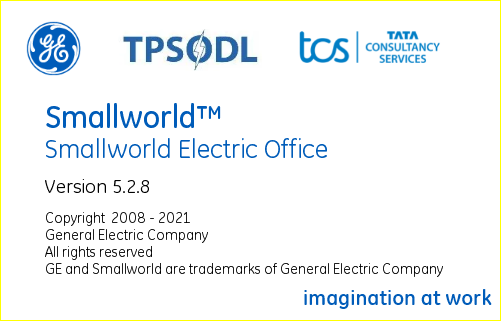 GE
TPSODL
tcs
TATA
CONSULTANCY
SERVICES
Smallworld™
Smallworld Electric Office
Version 5.2.8
Copyright 2008 - 2021
General Electric Company
All rights reserved
GE and Smallworld are trademarks of General Electric Company
imagination at work